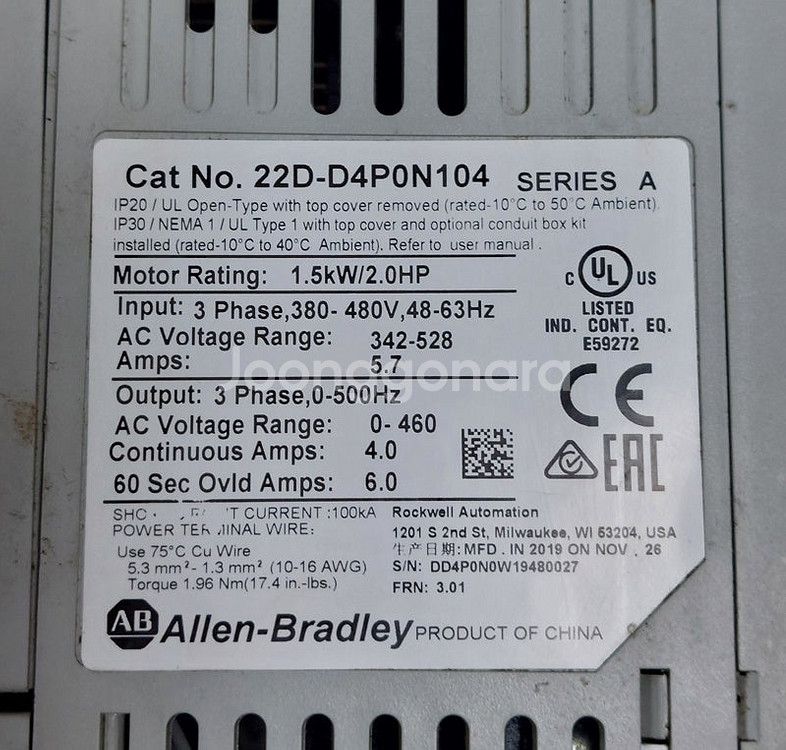 Cat No. 22D-D4P0N104 SERIES A
IP20 / UL Open-Type with top cover removed (rated-10°C to 50°C Ambient)
IP30 / NEMA 1 / UL Type 1 with top cover and optional conduit box kit
installed (rated-10°C to 40°C Ambient). Refer to user manual .
Motor Rating: 1.5kW/2.0HP
Input: 3 Phase,380- 480V,48-63Hz
AC Voltage Range: 342-528
Amps: 5.7
Output: 3 Phase,0-500Hz
AC Voltage Range: 0- 460
Continuous Amps: 4.0
60 Sec Ovld Amps: 6.0
C UL US
LISTED
IND. CONT. EQ.
E59272
CE
EAC
CURRENT :100kA
POWER WIRE:
Use 75°C Cu Wire
5.3 mm²- 1.3 mm² (10-16 AWG)
Torque 1.96 Nm(17.4 in.-lbs.)
Rockwell Automation
1201 S 2nd St, Milwaukee, WI 53204, USA
生产日期: MFD. IN 2019 ON NOV . 26
S/N: DD4P0N0W19480027
FRN: 3.01
AB Allen-Bradley PRODUCT OF CHINA
Joonggonara